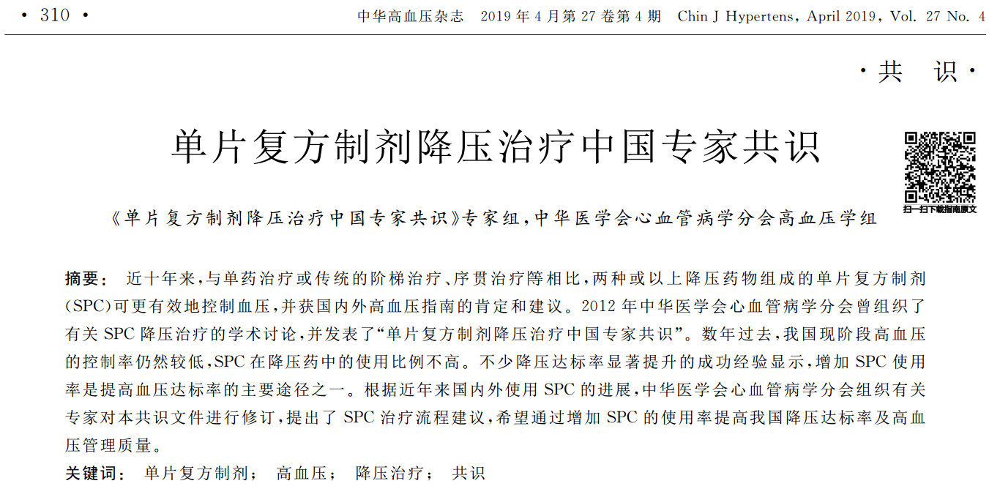 · 310 · 中华高血压杂志 2019 年 4 月第 27 卷第 4 期 Chin J Hypertens, April 2019, Vol. 27 No. 4
·共 识·
单片复方制剂降压治疗中国专家共识
《单片复方制剂降压治疗中国专家共识》专家组,中华医学会心血管病学分会高血压学组
扫一扫下载指南原文
摘要： 近十年来,与单药治疗或传统的阶梯治疗、序贯治疗等相比,两种或以上降压药物组成的单片复方制剂
(SPC)可更有效地控制血压,并获国内外高血压指南的肯定和建议。2012 年中华医学会心血管病学分会曾组织了
有关 SPC 降压治疗的学术讨论,并发表了“单片复方制剂降压治疗中国专家共识”。数年过去,我国现阶段高血压
的控制率仍然较低,SPC 在降压药中的使用比例不高。不少降压达标率显著提升的成功经验显示,增加 SPC 使用
率是提高血压达标率的主要途径之一。根据近年来国内外使用 SPC 的进展,中华医学会心血管病学分会组织有关
专家对本共识文件进行修订,提出了 SPC 治疗流程建议,希望通过增加 SPC 的使用率提高我国降压达标率及高血
压管理质量。
关键词： 单片复方制剂； 高血压； 降压治疗； 共识